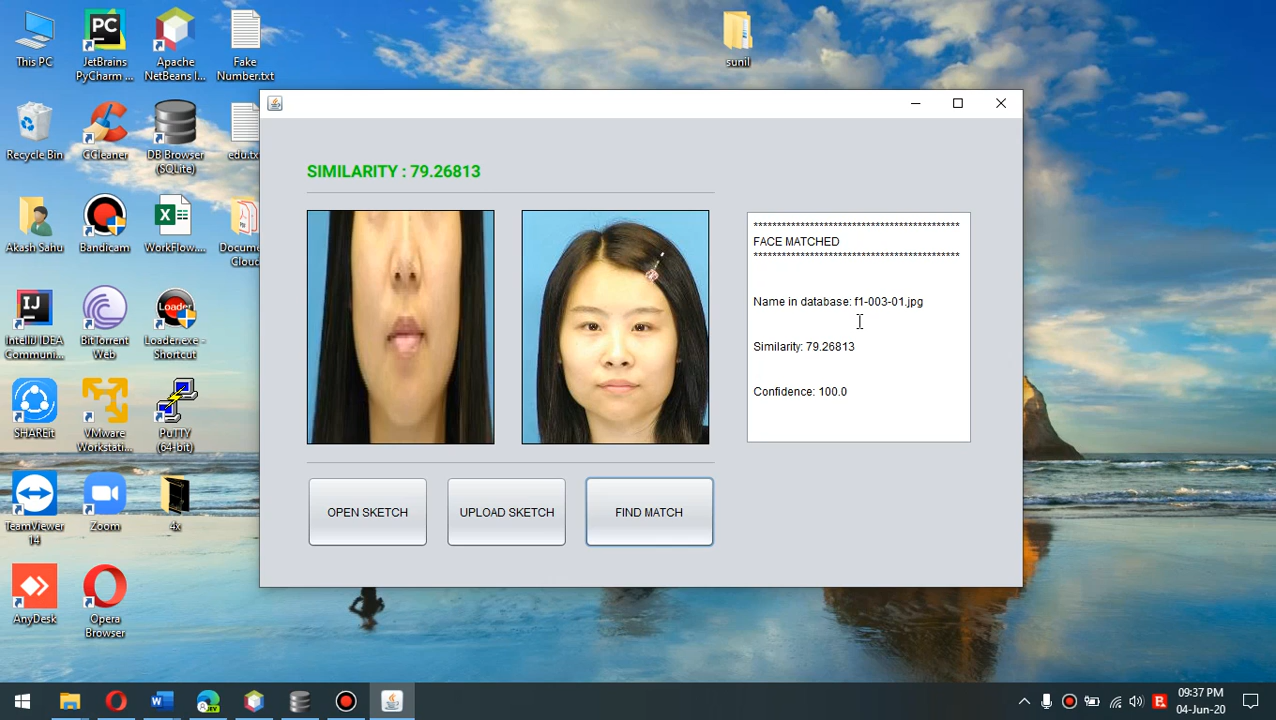 This PC
JetBrains
PyCharm ...
Apache
NetBeans I...
Fake
Number.txt
sunil
Recycle Bin
CCleaner
DB Browser
(SQLite)
Akash Sahu
Bandicam
WorkFlow....
IntelliJ IDEA
Communi...
BitTorrent
Web
Loader
Loader.exe -
Shortcut
SHAREit
VMware
Workstati...
PuTTY
(64-bit)
TeamViewer
14
Zoom
4x
AnyDesk
Opera
Browser
SIMILARITY : 79.26813
FACE MATCHED
Name in database: f1-003-01.jpg
Similarity: 79.26813
Confidence: 100.0
OPEN SKETCH
UPLOAD SKETCH
FIND MATCH
09:37 PM
04-Jun-20